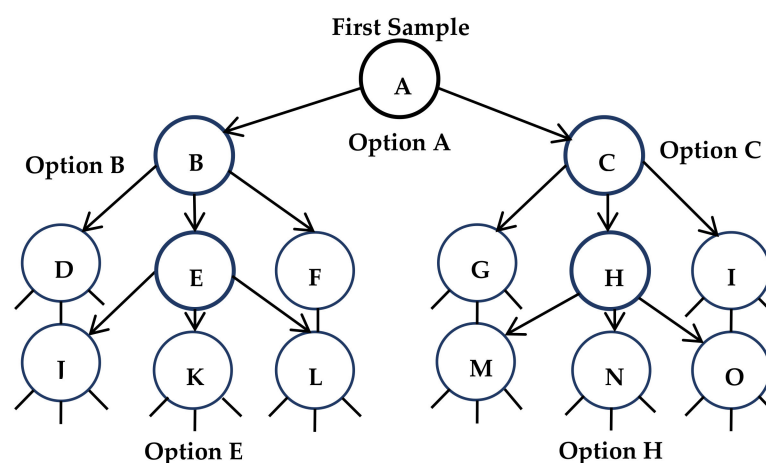 First Sample
A
Option A
Option B
B
C
Option C
D
E
F
G
H
I
J
K
L
M
N
O
Option E
Option H